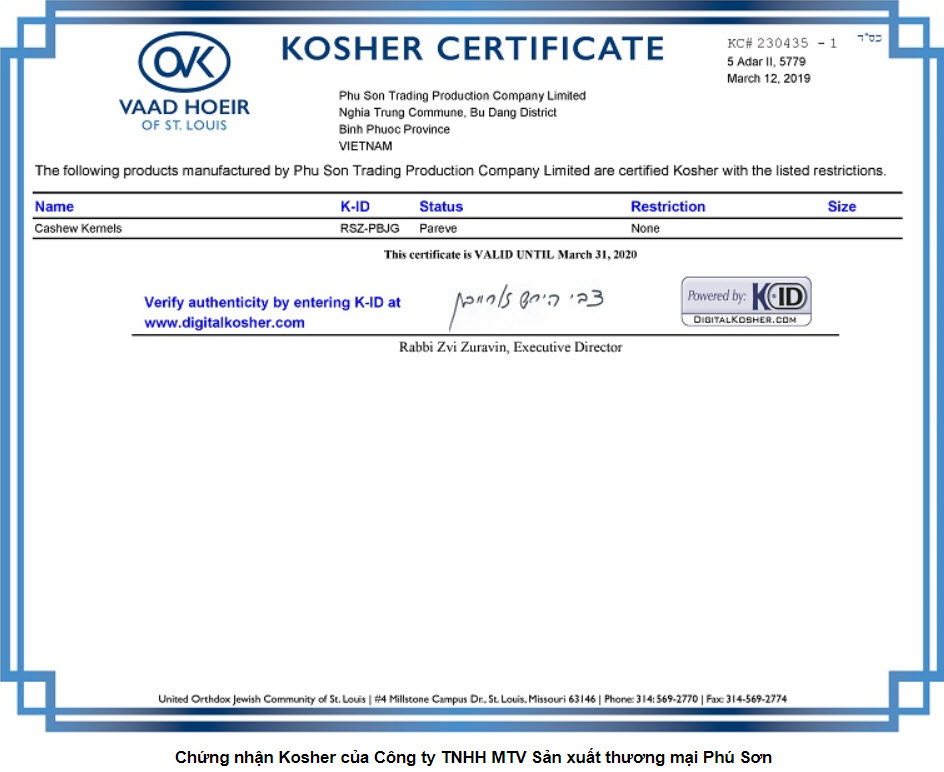 OVK
VAAD HOEIR
OF ST. LOUIS
KOSHER CERTIFICATE
KC# 230435 - 1
בס"ד
5 Adar II, 5779
March 12, 2019
Phu Son Trading Production Company Limited
Nghia Trung Commune, Bu Dang District
Binh Phuoc Province
VIETNAM
The following products manufactured by Phu Son Trading Production Company Limited are certified Kosher with the listed restrictions.
Name K-ID Status Restriction Size
Cashew Kernels RSZ-PBJG Pareve None
This certificate is VALID UNTIL March 31, 2020
Verify authenticity by entering K-ID at
www.digitalkosher.com
צבי הירש
Powered by: KID
DIGITALKOSHER.COM
Rabbi Zvi Zuravin, Executive Director
United Orthdox Jewish Community of St. Louis | #4 Millstone Campus Dr., St. Louis, Missouri 63146 | Phone: 314: 569-2770 | Fax: 314-569-2774
Chứng nhận Kosher của Công ty TNHH MTV Sản xuất thương mại Phú Sơn